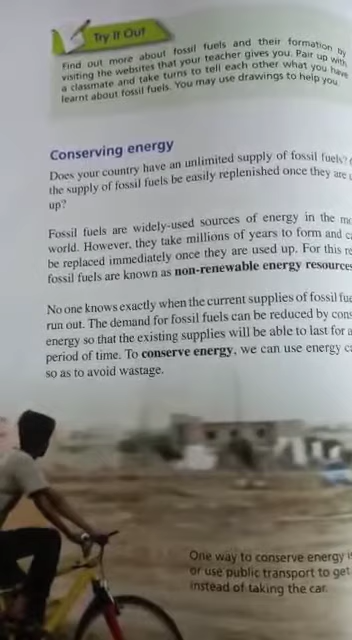 Try It Out
Find out more about fossil fuels and their formation by
visiting the websites that your teacher gives you. Pair up with
a classmate and take turns to tell each other what you have
learnt about fossil fuels. You may use drawings to help you.
Conserving energy
Does your country have an unlimited supply of fossil fuels?
the supply of fossil fuels be easily replenished once they are
up?
Fossil fuels are widely-used sources of energy in the
world. However, they take millions of years to form and
be replaced immediately once they are used up. For this
fossil fuels are known as non-renewable energy resources
No one knows exactly when the current supplies of fossil
run out. The demand for fossil fuels can be reduced by
energy so that the existing supplies will be able to last for a
period of time. To conserve energy, we can use energy
so as to avoid wastage.
One way to conserve energy
or use public transport to get
instead of taking the car.